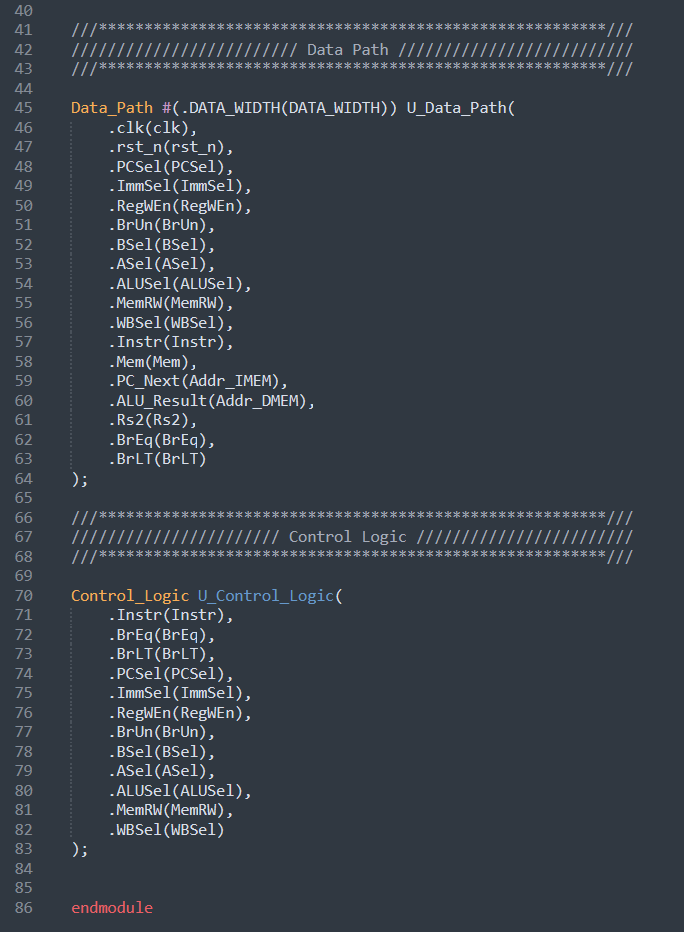 40
41 ///********************************************************///
42 ///////////////////////// Data Path //////////////////////////
43 ///********************************************************///
44
45 Data_Path #(.DATA_WIDTH(DATA_WIDTH)) U_Data_Path(
46 .clk(clk),
47 .rst_n(rst_n),
48 .PCSel(PCSel),
49 .ImmSel(ImmSel),
50 .RegWEn(RegWEn),
51 .BrUn(BrUn),
52 .BSel(BSel),
53 .ASel(ASel),
54 .ALUSel(ALUSel),
55 .MemRW(MemRW),
56 .WBSel(WBSel),
57 .Instr(Instr),
58 .Mem(Mem),
59 .PC_Next(Addr_IMEM),
60 .ALU_Result(Addr_DMEM),
61 .Rs2(Rs2),
62 .BrEq(BrEq),
63 .BrLT(BrLT)
64 );
65
66 ///********************************************************///
67 /////////////////////// Control Logic ////////////////////////
68 ///********************************************************///
69
70 Control_Logic U_Control_Logic(
71 .Instr(Instr),
72 .BrEq(BrEq),
73 .BrLT(BrLT),
74 .PCSel(PCSel),
75 .ImmSel(ImmSel),
76 .RegWEn(RegWEn),
77 .BrUn(BrUn),
78 .BSel(BSel),
79 .ASel(ASel),
80 .ALUSel(ALUSel),
81 .MemRW(MemRW),
82 .WBSel(WBSel)
83 );
84
85
86 endmodule